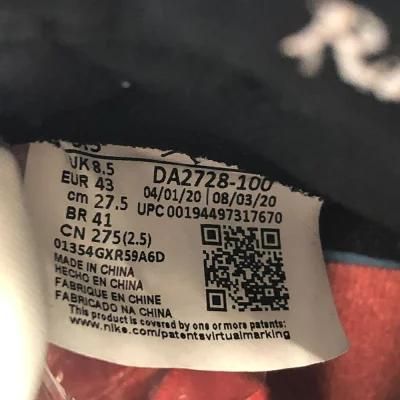 UK 8.5
EUR 43
cm 27.5
BR 41
CN 275(2.5)
DA2728-100
04/01/20 08/03/20
UPC 00194497317670
01354GXR59A6D
MADE IN CHINA
HECHO EN CHINA
FABRIQUE EN CHINE
FABRICADO NA CHINA
This product is covered by one or more patents:
www.nike.com/patentsvirtualmarking